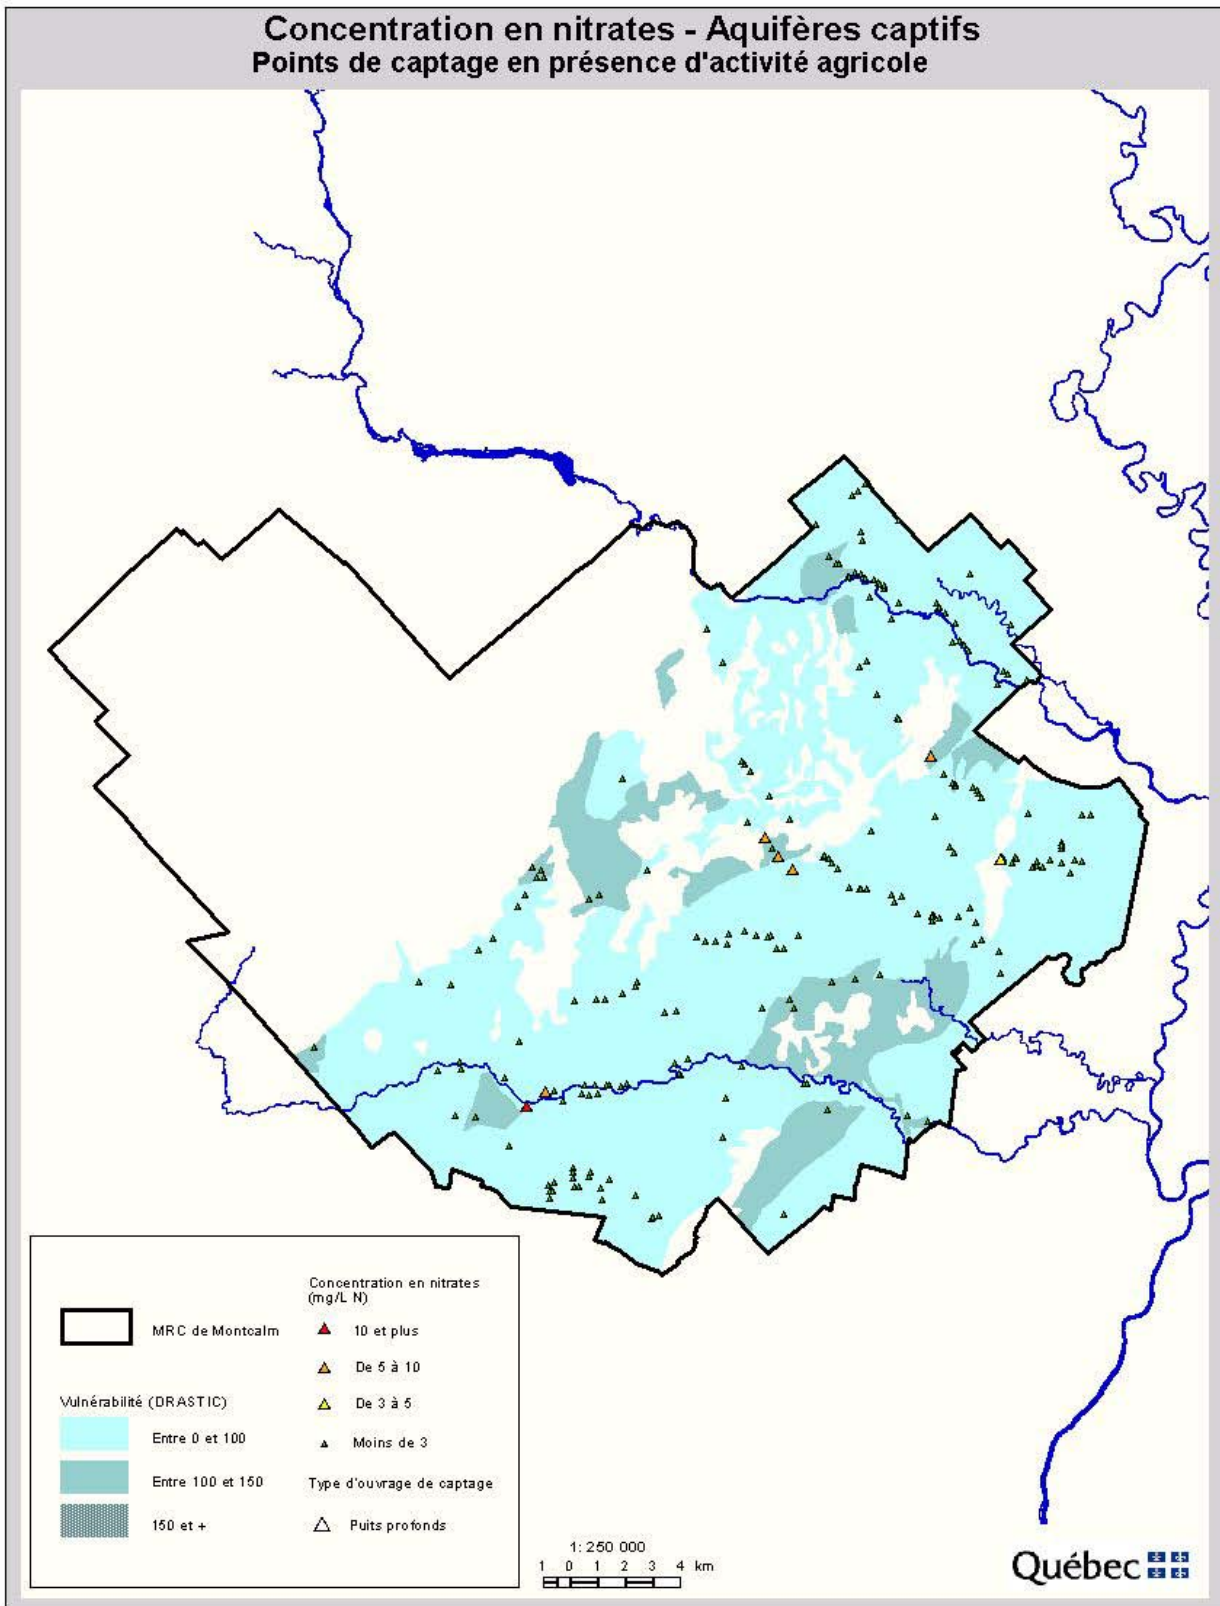 Concentration en nitrates - Aquifères captifs
Points de captage en présence d'activité agricole
MRC de Montcalm
Vulnérabilité (DRASTIC)
Entre 0 et 100
Entre 100 et 150
150 et +
Concentration en nitrates
(mg/L N)
10 et plus
De 5 à 10
De 3 à 5
Moins de 3
Type d'ouvrage de captage
Puits profonds
1: 250 000
1 0 1 2 3 4 km
Québec